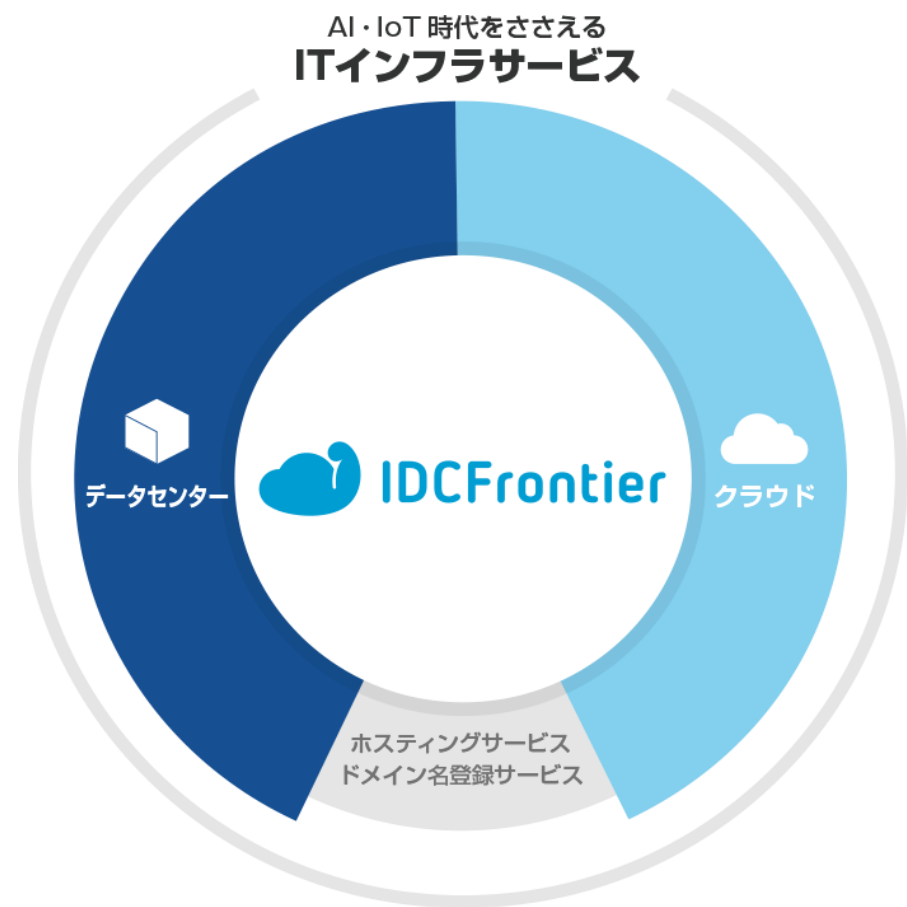 AI・IoT 時代をささえる
ITインフラサービス
データセンター
IDCFrontier
クラウド
ホスティングサービス
ドメイン名登録サービス